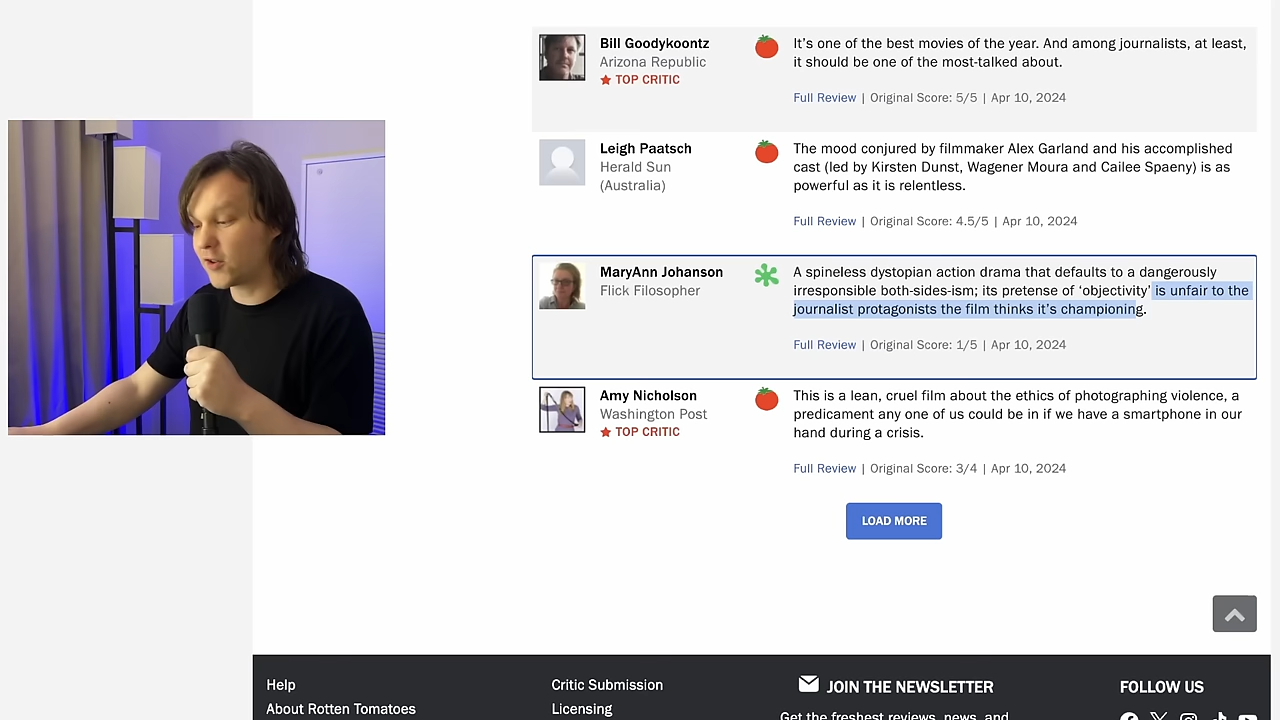 Bill Goodykoontz
Arizona Republic
TOP CRITIC
It’s one of the best movies of the year. And among journalists, at least,
it should be one of the most-talked about.
Full Review | Original Score: 5/5 | Apr 10, 2024
Leigh Paatsch
Herald Sun
(Australia)
The mood conjured by filmmaker Alex Garland and his accomplished
cast (led by Kirsten Dunst, Wagener Moura and Cailee Spaeny) is as
powerful as it is relentless.
Full Review | Original Score: 4.5/5 | Apr 10, 2024
MaryAnn Johanson
Flick Filosopher
A spineless dystopian action drama that defaults to a dangerously
irresponsible both-sides-ism; its pretense of ‘objectivity’ is unfair to the
journalist protagonists the film thinks it’s championing.
Full Review | Original Score: 1/5 | Apr 10, 2024
Amy Nicholson
Washington Post
TOP CRITIC
This is a lean, cruel film about the ethics of photographing violence, a
predicament any one of us could be in if we have a smartphone in our
hand during a crisis.
Full Review | Original Score: 3/4 | Apr 10, 2024
LOAD MORE
Help
About Rotten Tomatoes
Critic Submission
Licensing
JOIN THE NEWSLETTER
Get the freshest reviews, news, and
FOLLOW US